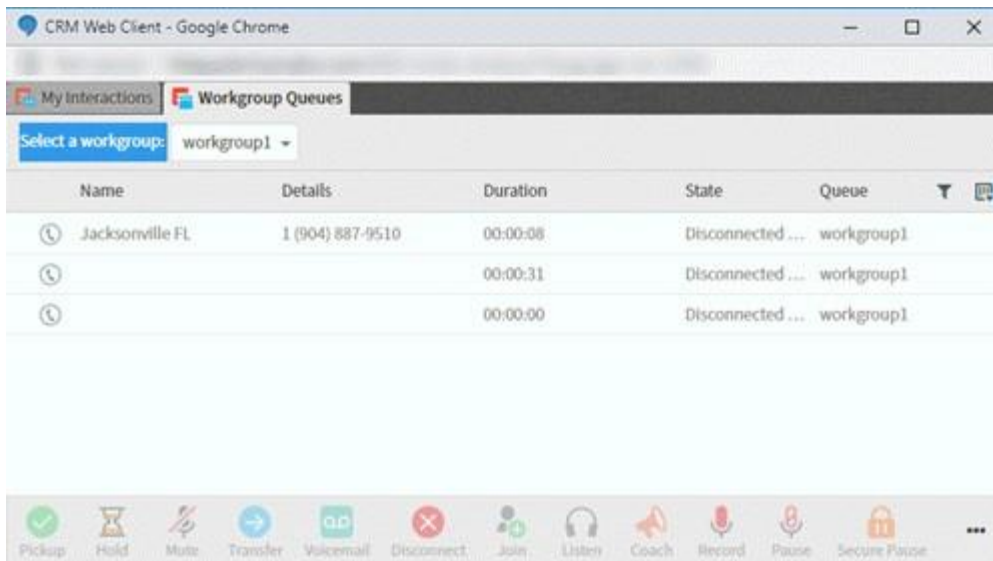 CRM Web Client - Google Chrome
My Interactions Workgroup Queues
Select a workgroup: workgroup1
Name Details Duration State Queue
Jacksonville FL 1 (904) 887-9510 00:00:08 Disconnected ... workgroup1
00:00:31 Disconnected ... workgroup1
00:00:00 Disconnected ... workgroup1
Pickup Hold Mute Transfer Voicemail Disconnect Join Listen Coach Record Pause Secure Pause